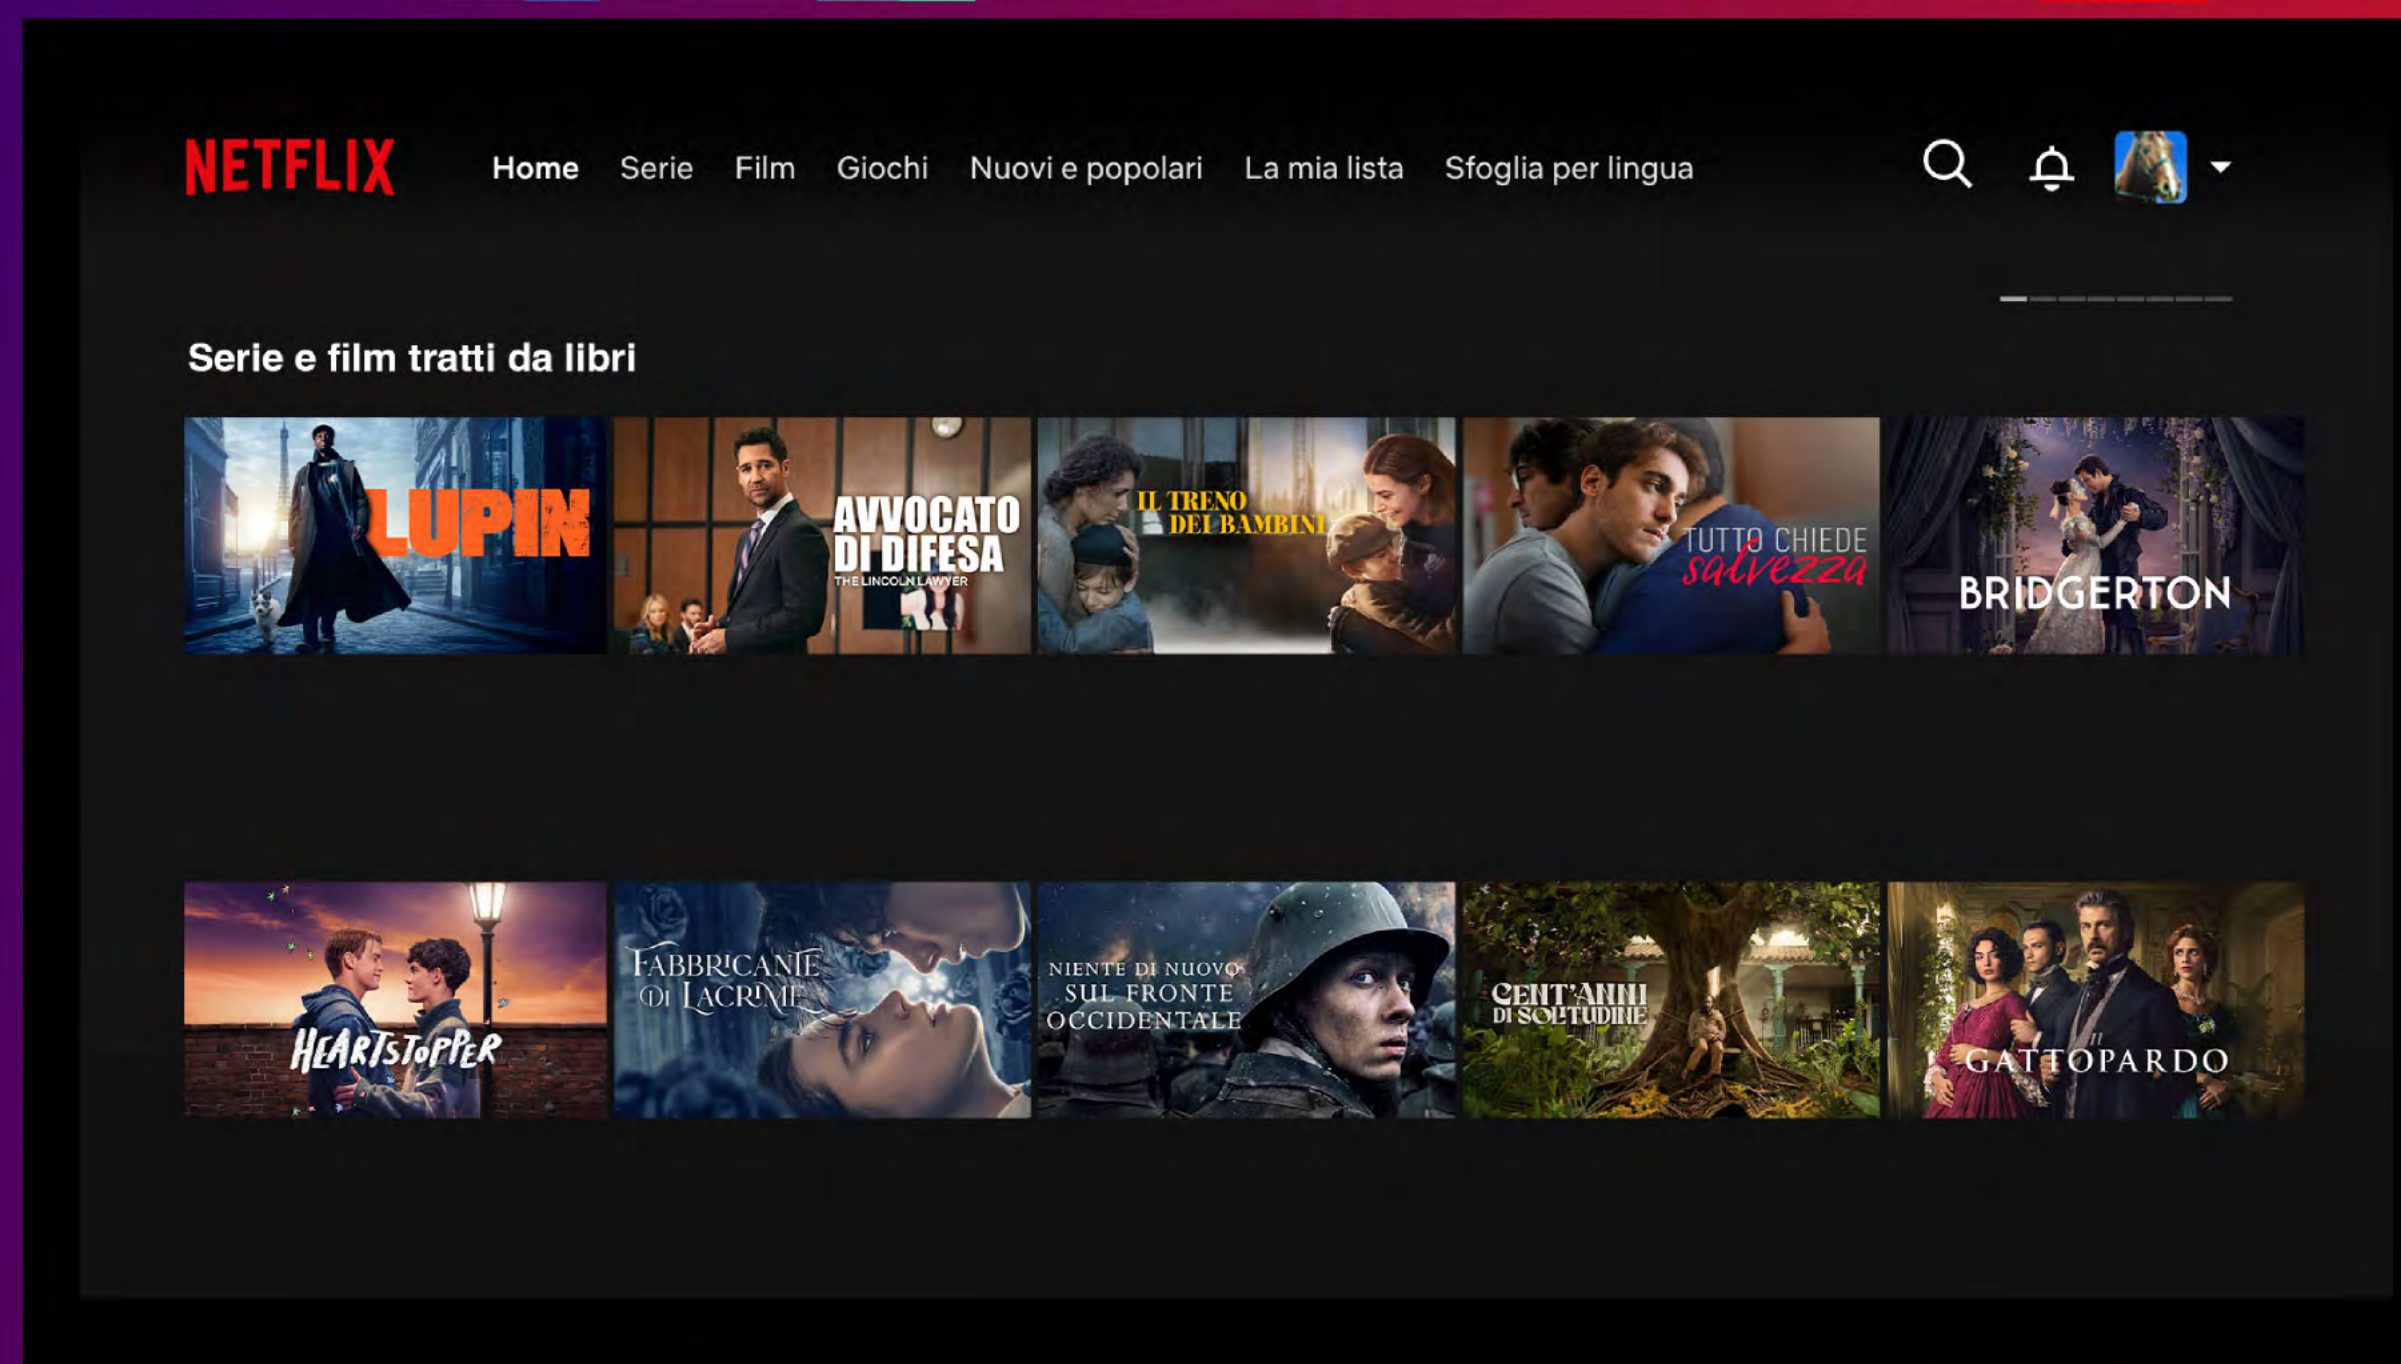 NETFLIX
Home Serie Film Giochi Nuovi e popolari La mia lista Sfoglia per lingua
Serie e film tratti da libri
LUPIN
AVVOCATO
DI DIFESA
THE LINCOLN LAWYER
IL TRENO
DEI BAMBINI
TUTTO CHIEDE
salvezza
BRIDGERTON
HEARTSTOPPER
FABBRICANTE
DI LACRIME
NIENTE DI NUOVO
SUL FRONTE
OCCIDENTALE
CENT'ANNI
DI SOLITUDINE
Il
GATTOPARDO